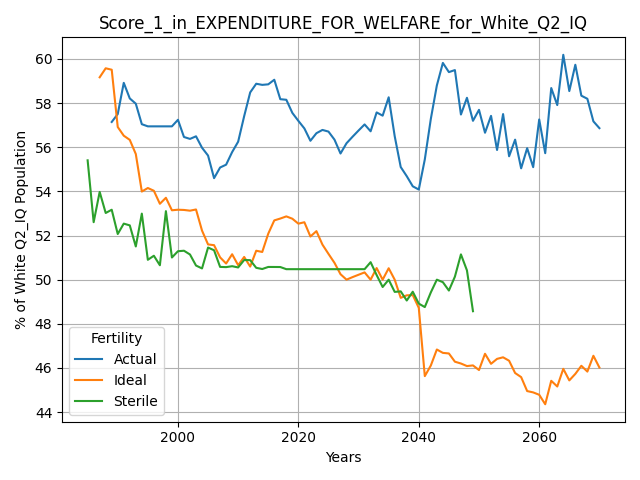 Score_1_in_EXPENDITURE_FOR_WELFARE_for_White_Q2_IQ
% of White Q2_IQ Population
60
58
56
54
52
50
48
46
44
Fertility
Actual
Ideal
Sterile
2000
2020
2040
2060
Years